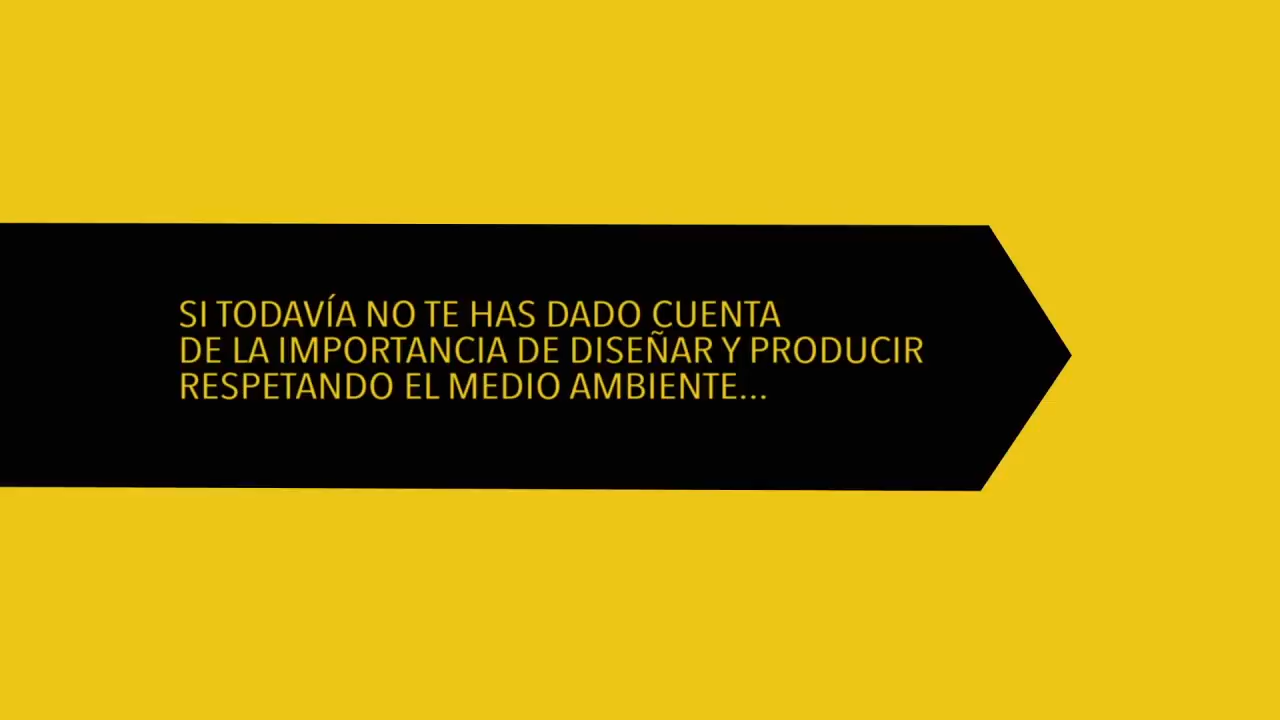 SI TODAVÍA NO TE HAS DADO CUENTA
DE LA IMPORTANCIA DE DISEÑAR Y PRODUCIR
RESPETANDO EL MEDIO AMBIENTE...